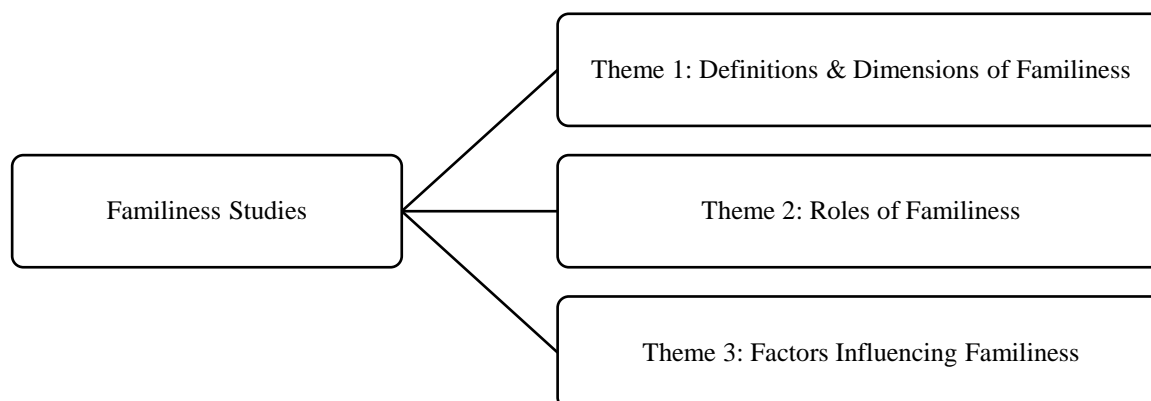 Theme 1: Definitions & Dimensions of Familiness
Familiness Studies
Theme 2: Roles of Familiness
Theme 3: Factors Influencing Familiness